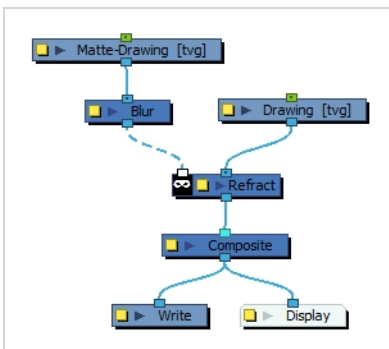 Matte-Drawing [tvg]
Blur
Drawing [tvg]
Refract
Composite
Write
Display